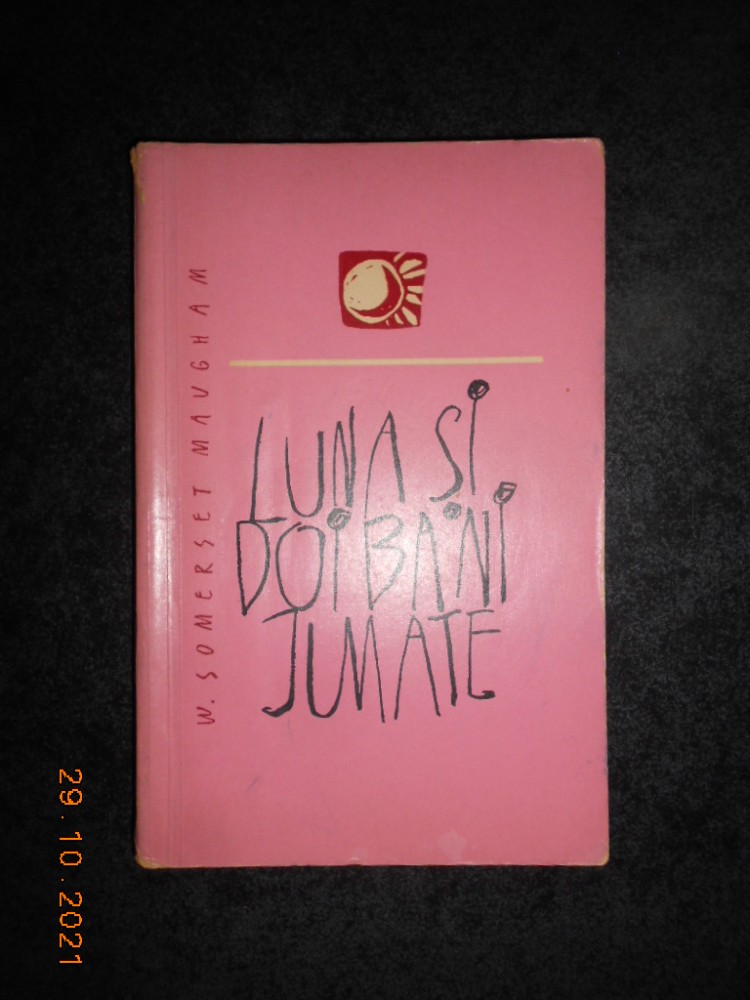 W. SOMERSET MAUGHAM
LUNA ȘI
DOI BANI
JUMATE
29.10.2021